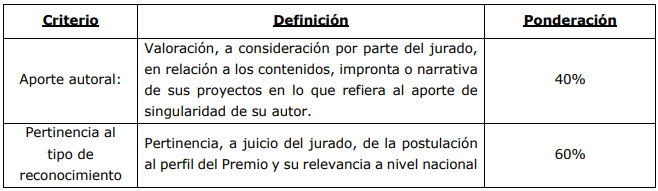 Criterio Definición Ponderación
Aporte autoral:
Valoración, a consideración por parte del jurado,
en relación a los contenidos, impronta o narrativa
de sus proyectos en lo que refiera al aporte de
singularidad de su autor.
40%
Pertinencia al
tipo de
reconocimiento
Pertinencia, a juicio del jurado, de la postulación
al perfil del Premio y su relevancia a nivel nacional
60%